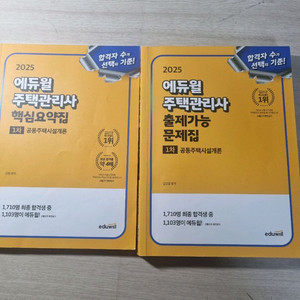 합격자 수가
선택의 기준!
2025
에듀윌
주택관리사
핵심요약집
1차 공동주택시설개론
1위
1,710명 최종 합격생 중
1,103명이 에듀윌!
eduwill
합격자 수가
선택의 기준!
2025
에듀윌
주택관리사
출제가능
문제집
1차 공동주택시설개론
1위
1,710명 최종 합격생 중
1,103명이 에듀윌!
eduwill